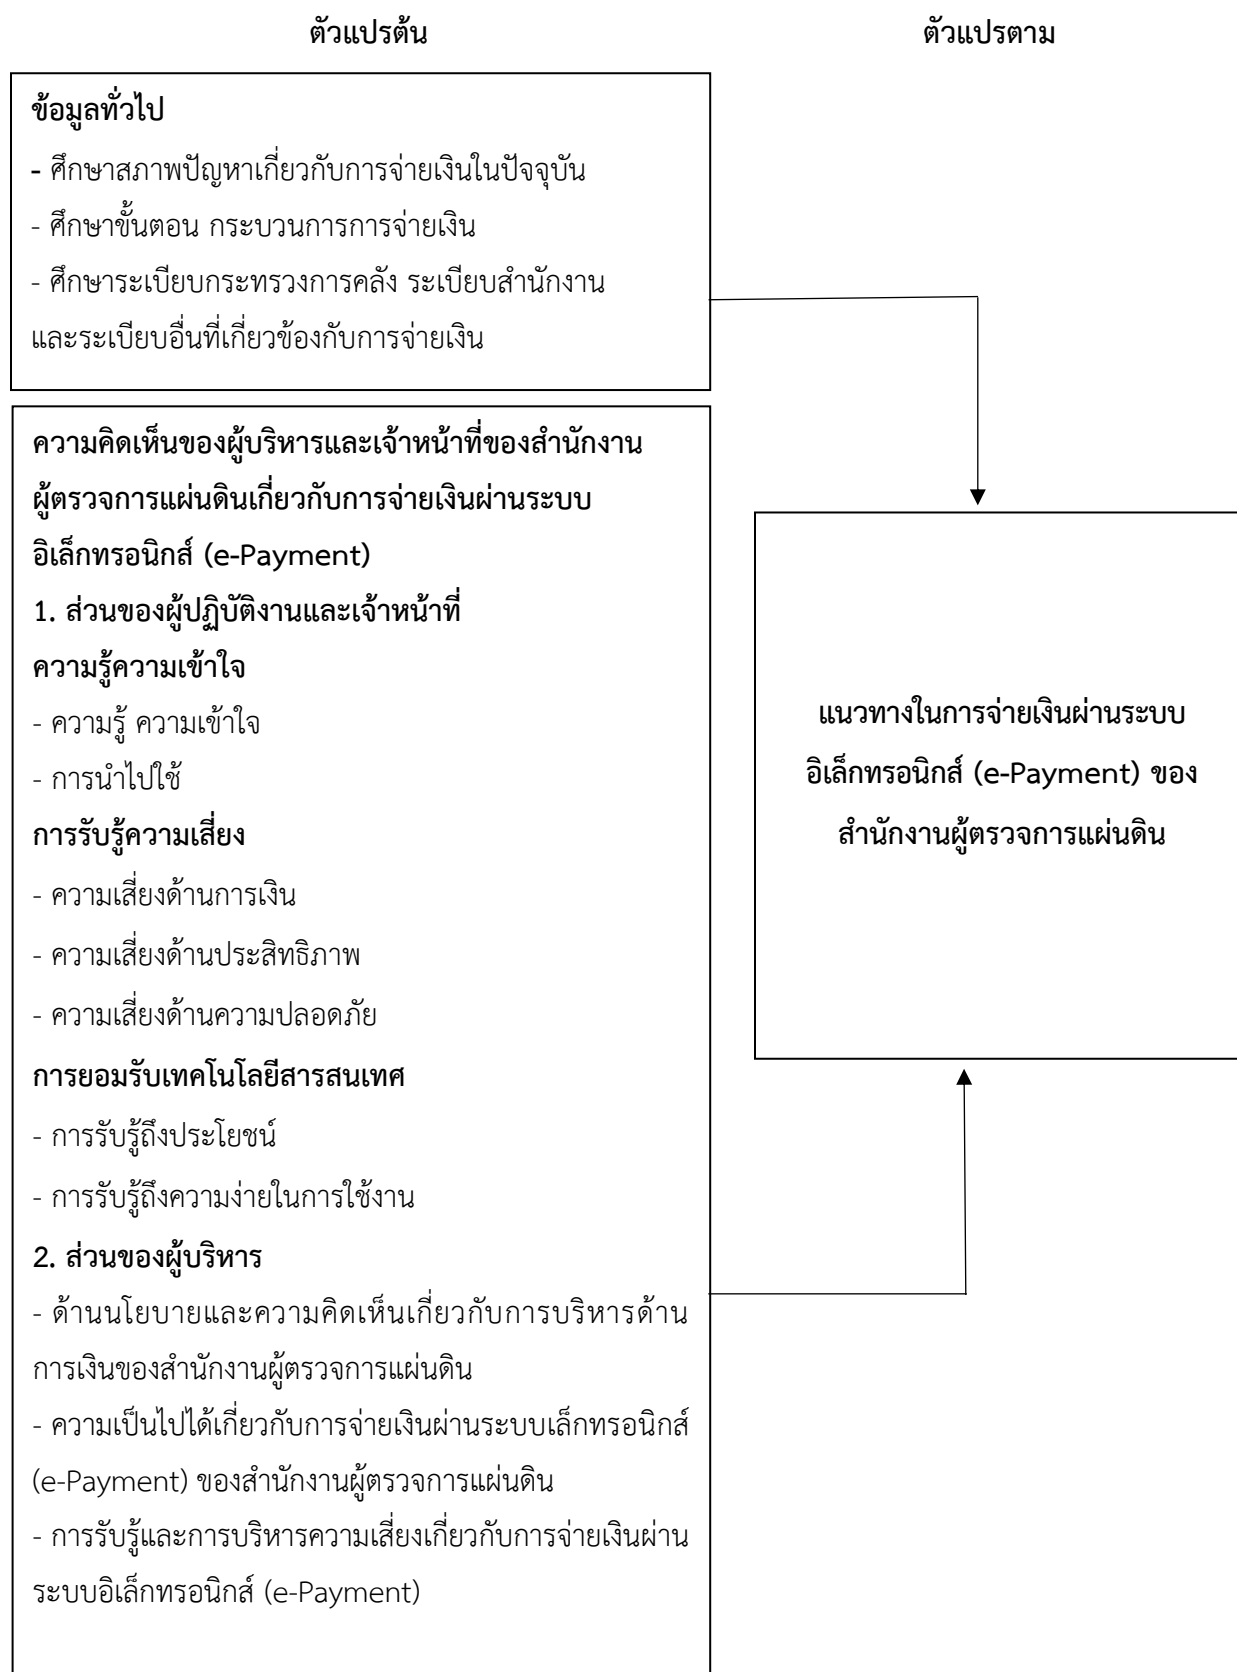 ตัวแปรต้น
ตัวแปรตาม
ข้อมูลทั่วไป
- ศึกษาสภาพปัญหาเกี่ยวกับการจ่ายเงินในปัจจุบัน
- ศึกษาขั้นตอน กระบวนการการจ่ายเงิน
- ศึกษาระเบียบกระทรวงการคลัง ระเบียบสำนักงาน
และระเบียบอื่นที่เกี่ยวข้องกับการจ่ายเงิน
ความคิดเห็นของผู้บริหารและเจ้าหน้าที่ของสำนักงาน
ผู้ตรวจการแผ่นดินเกี่ยวกับการจ่ายเงินผ่านระบบ
อิเล็กทรอนิกส์ (e-Payment)
1. ส่วนของผู้ปฏิบัติงานและเจ้าหน้าที่
ความรู้ความเข้าใจ
- ความรู้ ความเข้าใจ
- การนำไปใช้
การรับรู้ความเสี่ยง
- ความเสี่ยงด้านการเงิน
- ความเสี่ยงด้านประสิทธิภาพ
- ความเสี่ยงด้านความปลอดภัย
การยอมรับเทคโนโลยีสารสนเทศ
- การรับรู้ถึงประโยชน์
- การรับรู้ถึงความง่ายในการใช้งาน
2. ส่วนของผู้บริหาร
- ด้านนโยบายและความคิดเห็นเกี่ยวกับการบริหารด้าน
การเงินของสำนักงานผู้ตรวจการแผ่นดิน
- ความเป็นไปได้เกี่ยวกับการจ่ายเงินผ่านระบบเล็กทรอนิกส์
(e-Payment) ของสำนักงานผู้ตรวจการแผ่นดิน
- การรับรู้และการบริหารความเสี่ยงเกี่ยวกับการจ่ายเงินผ่าน
ระบบอิเล็กทรอนิกส์ (e-Payment)
แนวทางในการจ่ายเงินผ่านระบบ
อิเล็กทรอนิกส์ (e-Payment) ของ
สำนักงานผู้ตรวจการแผ่นดิน